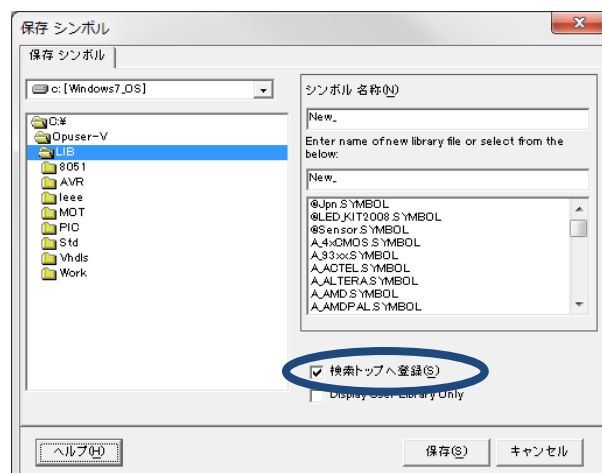 保存 シンボル
保存 シンボル
c: [Windows7_OS]
C:¥
Opuser-V
LIB
8051
AVR
Ieee
MOT
PIC
Std
Vhdls
Work
シンボル 名称(N)
New_
Enter name of new library file or select from the
below:
New_
@Jpn.SYMBOL
@LED_KIT2008.SYMBOL
@Sensor.SYMBOL
A_4xCMOS.SYMBOL
A_93xx.SYMBOL
A_ACTEL.SYMBOL
A_ALTERA.SYMBOL
A_AMD.SYMBOL
A_AMDPAL.SYMBOL
検索トップへ登録(S)
Display User Library Only
ヘルプ(H)
保存(S)
キャンセル